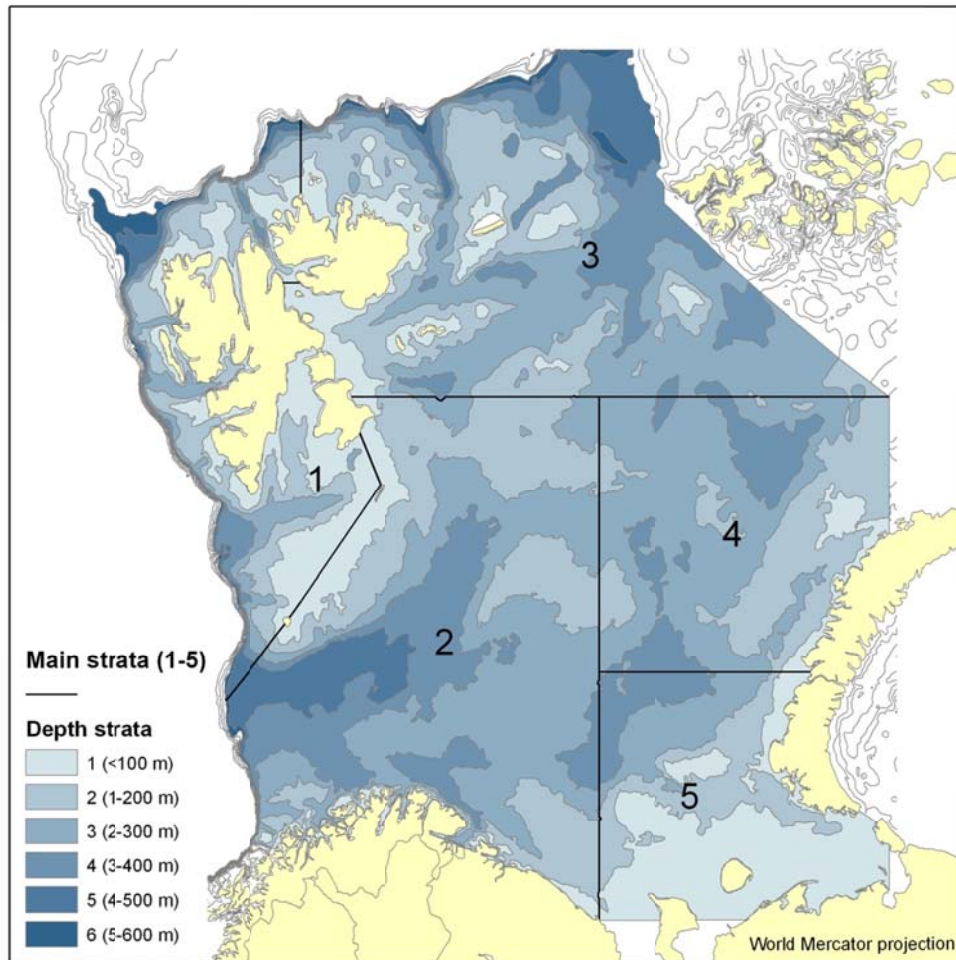 3
1
4
2
5
Main strata (1-5)
Depth strata
1 (<100 m)
2 (1-200 m)
3 (2-300 m)
4 (3-400 m)
5 (4-500 m)
6 (5-600 m)
World Mercator projection